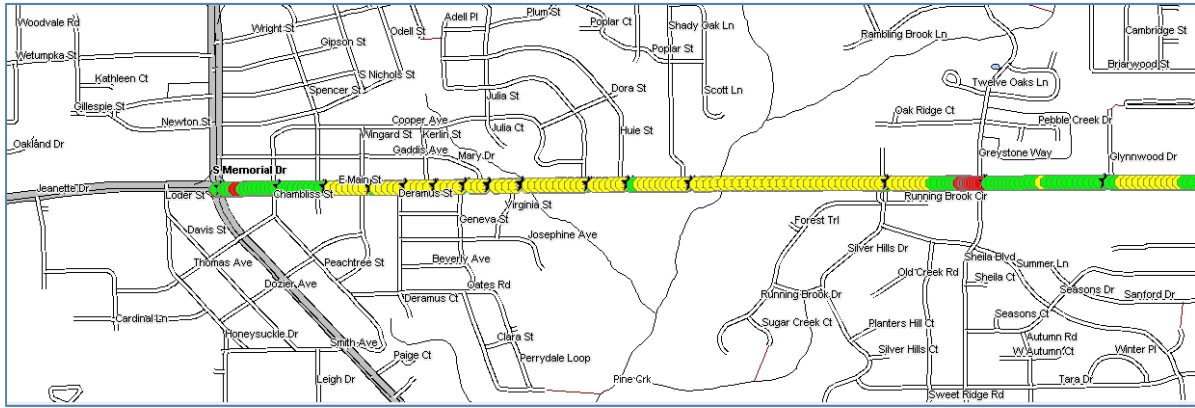 Woodvale Rd
Wright St
Odell St
Adell Pl
Plum St
Poplar Ct
Shady Oak Ln
Rambling Brook Ln
Cambridge St
Wetumpka St
Gipson St
Poplar St
Briarwood St
Kathleen Ct
S Nichols St
Twelve Oaks Ln
Gillespie St
Spencer St
Julia St
Dora St
Scott Ln
Oak Ridge Ct
Pebble Creek Dr
Newton St
Cooper Ave
Wingard St
Kerlin St
Julia Ct
Huie St
Oakland Dr
Gaddis Ave
Mary Dr
Greystone Way
Glynnwood Dr
S Memorial Dr
E Main St
Jeanette Dr
Loder St
Chambliss St
Deramus St
Virginia St
Running Brook Cir
Geneva St
Forest Trl
Davis St
Josephine Ave
Silver Hills Dr
Thomas Ave
Peachtree St
Beverly Ave
Sheila Blvd
Summer Ln
Dozier Ave
Oates Rd
Old Creek Rd
Sheila Ct
Seasons Dr
Deramus Ct
Running Brook Dr
Sanford Dr
Cardinal Ln
Sugar Creek Ct
Planters Hill Ct
Seasons Ct
Honeysuckle Dr
Smith Ave
Clara St
Autumn Rd
Paige Ct
Perrydale Loop
Silver Hills Ct
W Autumn Ct
Winter Pl
Leigh Dr
Pine Crk
Tara Dr
Sweet Ridge Rd